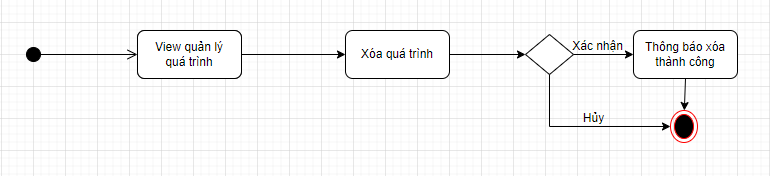 View quản lý
quá trình
Xóa quá trình
Xác nhận
Thông báo xóa
thành công
Hủy